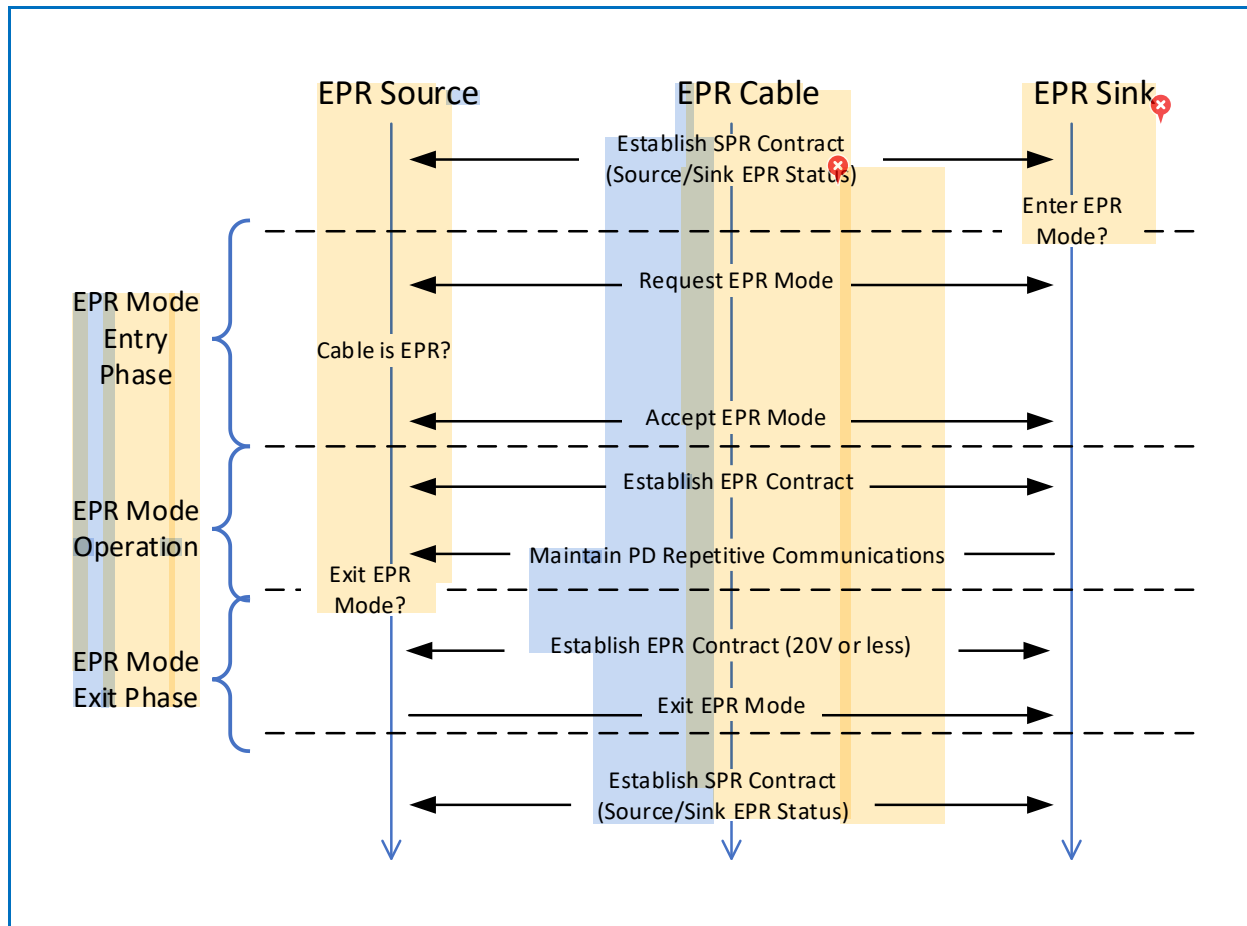 EPR Source
EPR Cable
EPR Sink
Establish SPR Contract
(Source/Sink EPR Status)
Enter EPR
Mode?
Request EPR Mode
EPR Mode
Entry
Phase
Cable is EPR?
Accept EPR Mode
Establish EPR Contract
EPR Mode
Operation
Maintain PD Repetitive Communications
Exit EPR
Mode?
Establish EPR Contract (20V or less)
EPR Mode
Exit Phase
Exit EPR Mode
Establish SPR Contract
(Source/Sink EPR Status)